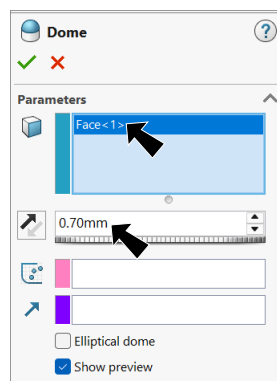 Dome
?
Parameters
Face<1>
0.70mm
Elliptical dome
Show preview